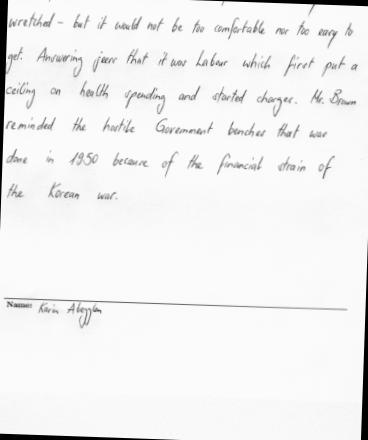 wretched - but it would not be too comfortable nor too easy to
get. Answering jeers that it was Labour which first put a
ceiling on health spending and started charges. Mr. Brown
reminded the hostile Government benches that was
done in 1950 because of the financial strain of
the Korean war.
Name: Karin